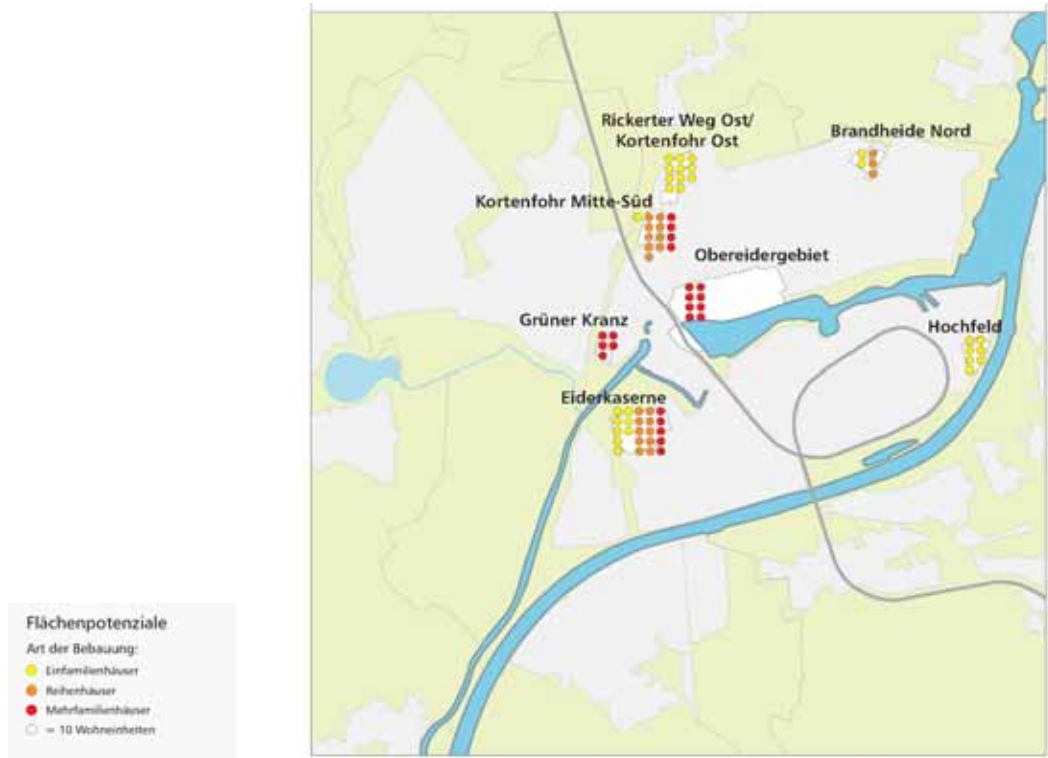 Rickerter Weg Ost/
Kortenfohr Ost
Brandheide Nord
Kortenfohr Mitte-Süd
Obereidergebiet
Grüner Kranz
Hochfeld
Eiderkaserne
Flächenpotenziale
Art der Bebauung:
Einfamilienhäuser
Reihenhäuser
Mehrfamilienhäuser
= 10 Wohneinheiten